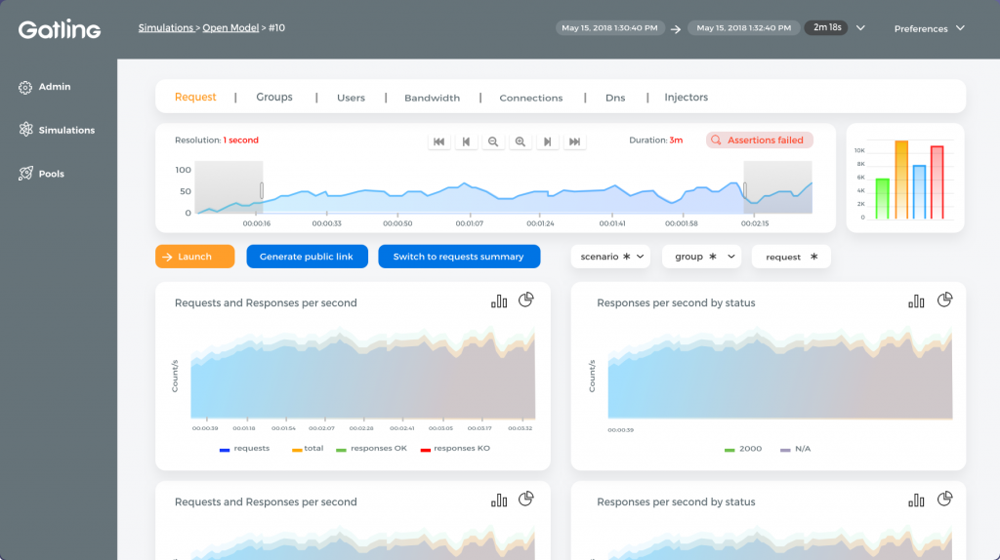 Gatling
Simulations > Open Model > #10
May 15, 2018 1:30:40 PM
May 15, 2018 1:32:40 PM
2m 18s
Preferences
Admin
Simulations
Pools
Request | Groups | Users | Bandwidth | Connections | Dns | Injectors
Resolution: 1 second
Duration: 3m
Assertions failed
100
50
0
00:00:16 00:00:33 00:00:50 00:01:07 00:01:24 00:01:41 00:001:58 00:02:15
10K
8K
6K
4K
2K
0
Launch
Generate public link
Switch to requests summary
scenario *
group *
request *
Requests and Responses per second
Count/s
00:00:39 00:01:18 00:01:54 00:02:07 00:02:28 00:02:41 00:03:05 00:03:17 00:03:32
requests total responses OK responses KO
Responses per second by status
Count/s
00:00:39
2000 N/A
Requests and Responses per second
Responses per second by status